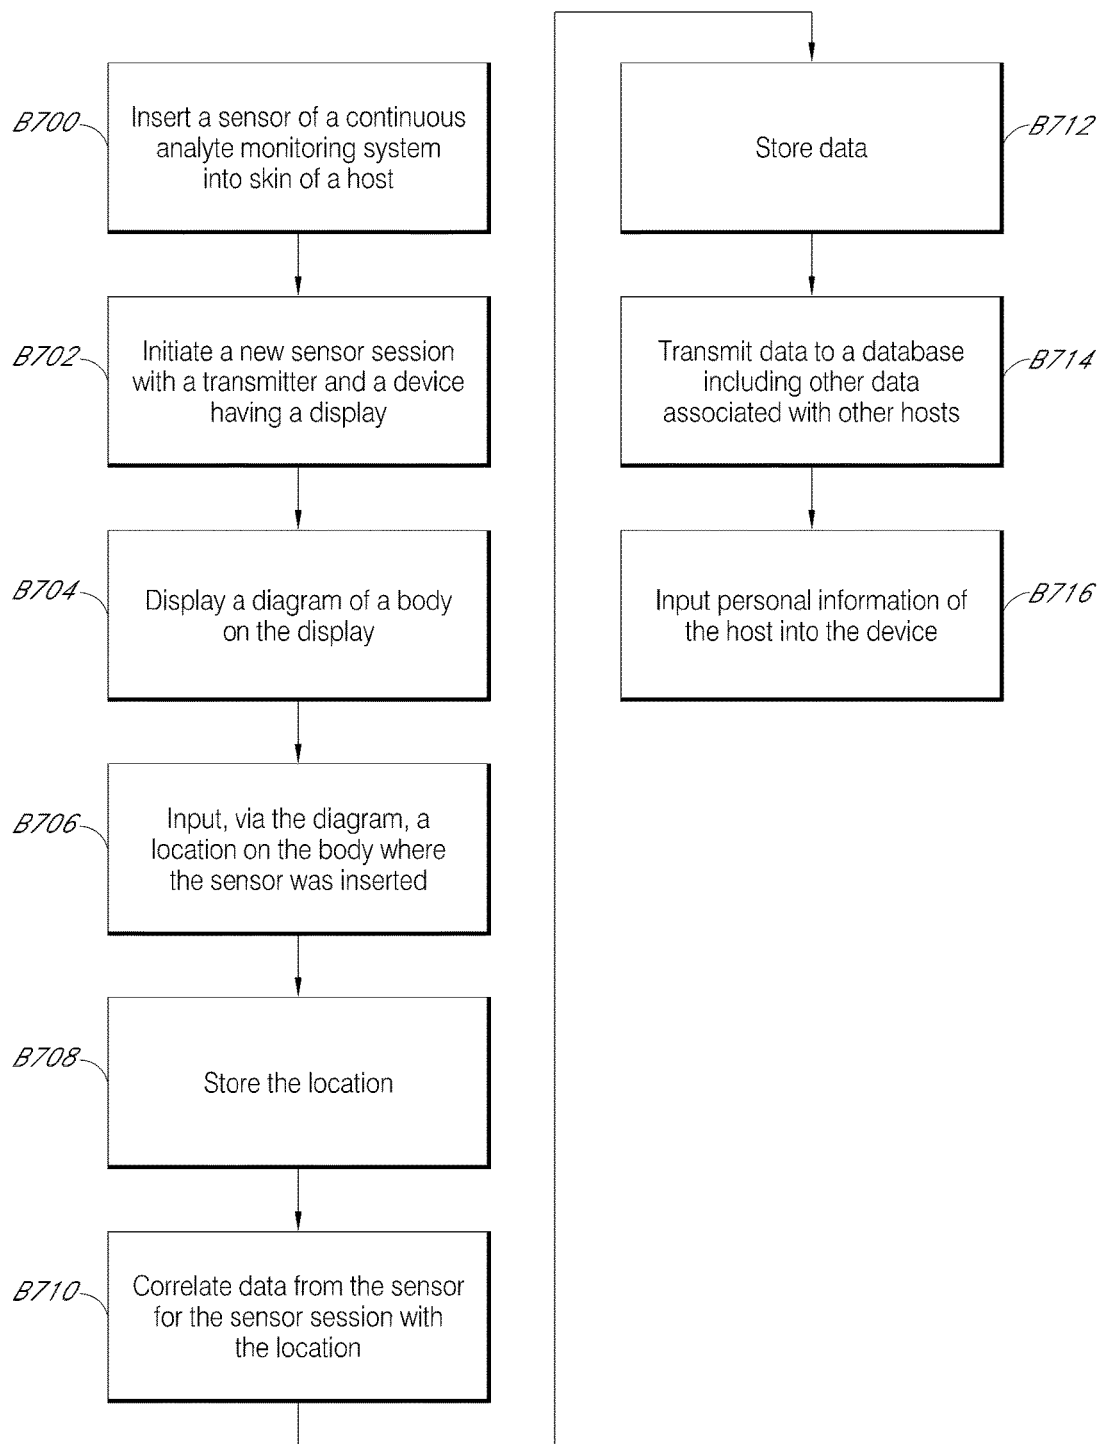 B700
Insert a sensor of a continuous
analyte monitoring system
into skin of a host
B702
Initiate a new sensor session
with a transmitter and a device
having a display
B704
Display a diagram of a body
on the display
B706
Input, via the diagram, a
location on the body where
the sensor was inserted
B708
Store the location
B710
Correlate data from the sensor
for the sensor session with
the location
Store data
B712
Transmit data to a database
including other data
associated with other hosts
B714
Input personal information of
the host into the device
B716